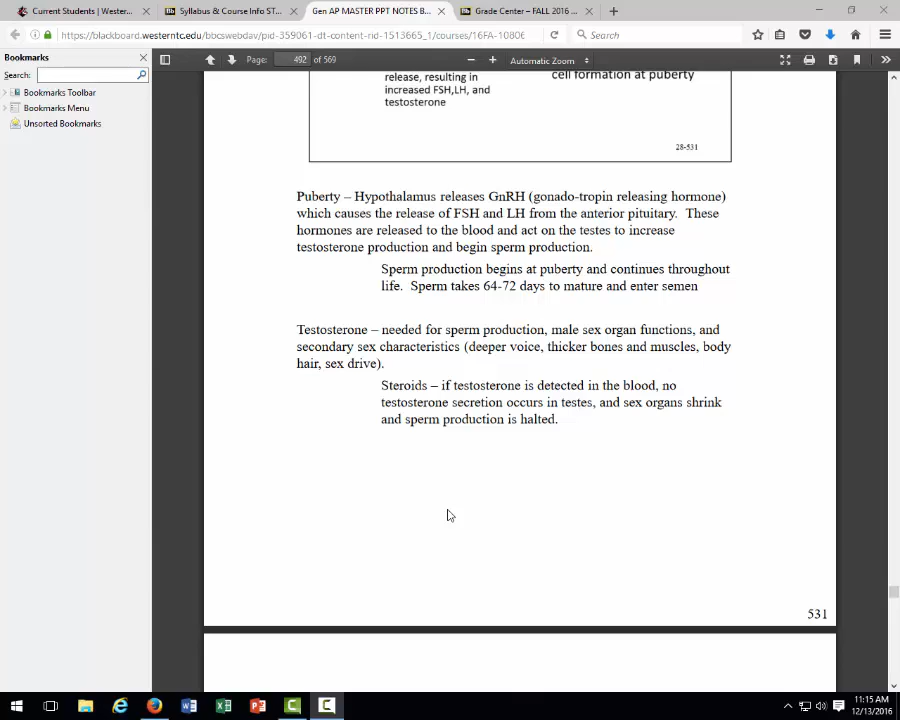 Current Students | Wester...
Syllabus & Course Info ST...
Gen AP MASTER PPT NOTES B...
Grade Center – FALL 2016 ...
https://blackboard.westerntc.edu/bbcswebdav/pid-359061-dt-content-rid-1513665_1/courses/16FA-10806
Search
Bookmarks
Page: 492 of 569
Automatic Zoom
Search:
Bookmarks Toolbar
Bookmarks Menu
Unsorted Bookmarks
release, resulting in
increased FSH,LH, and
testosterone
cell formation at puberty
28-531
Puberty – Hypothalamus releases GnRH (gonado-tropin releasing hormone)
which causes the release of FSH and LH from the anterior pituitary. These
hormones are released to the blood and act on the testes to increase
testosterone production and begin sperm production.
Sperm production begins at puberty and continues throughout
life. Sperm takes 64-72 days to mature and enter semen
Testosterone – needed for sperm production, male sex organ functions, and
secondary sex characteristics (deeper voice, thicker bones and muscles, body
hair, sex drive).
Steroids – if testosterone is detected in the blood, no
testosterone secretion occurs in testes, and sex organs shrink
and sperm production is halted.
531
11:15 AM
12/13/2016